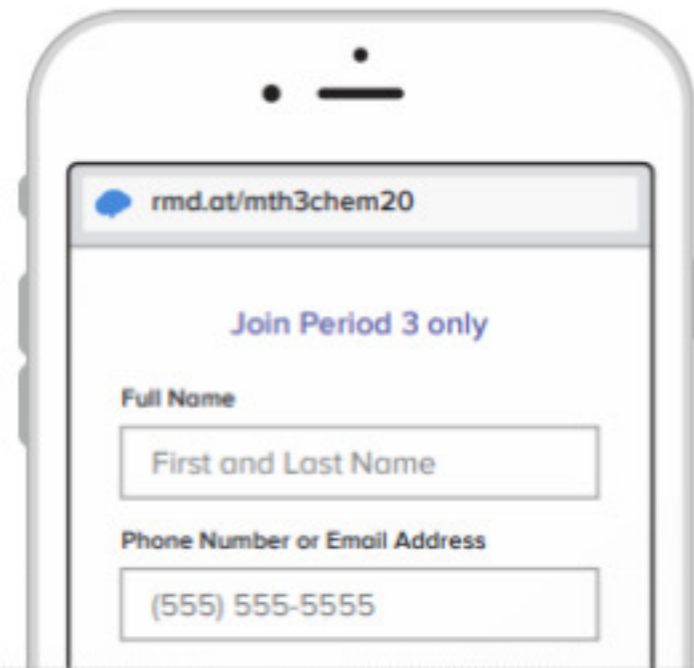 rmd.at/mth3chem20
Join Period 3 only
Full Name
First and Last Name
Phone Number or Email Address
(555) 555-5555